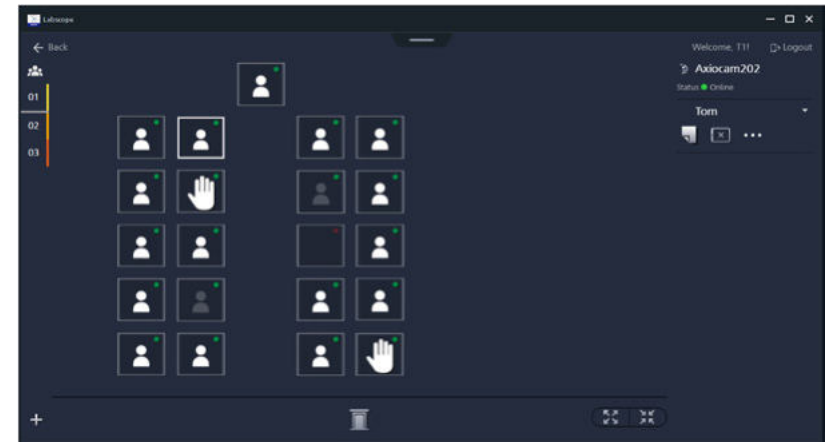 Labscope
Back
Welcome, T1! Logout
Axiocam202
Status Online
01
Tom
02
03